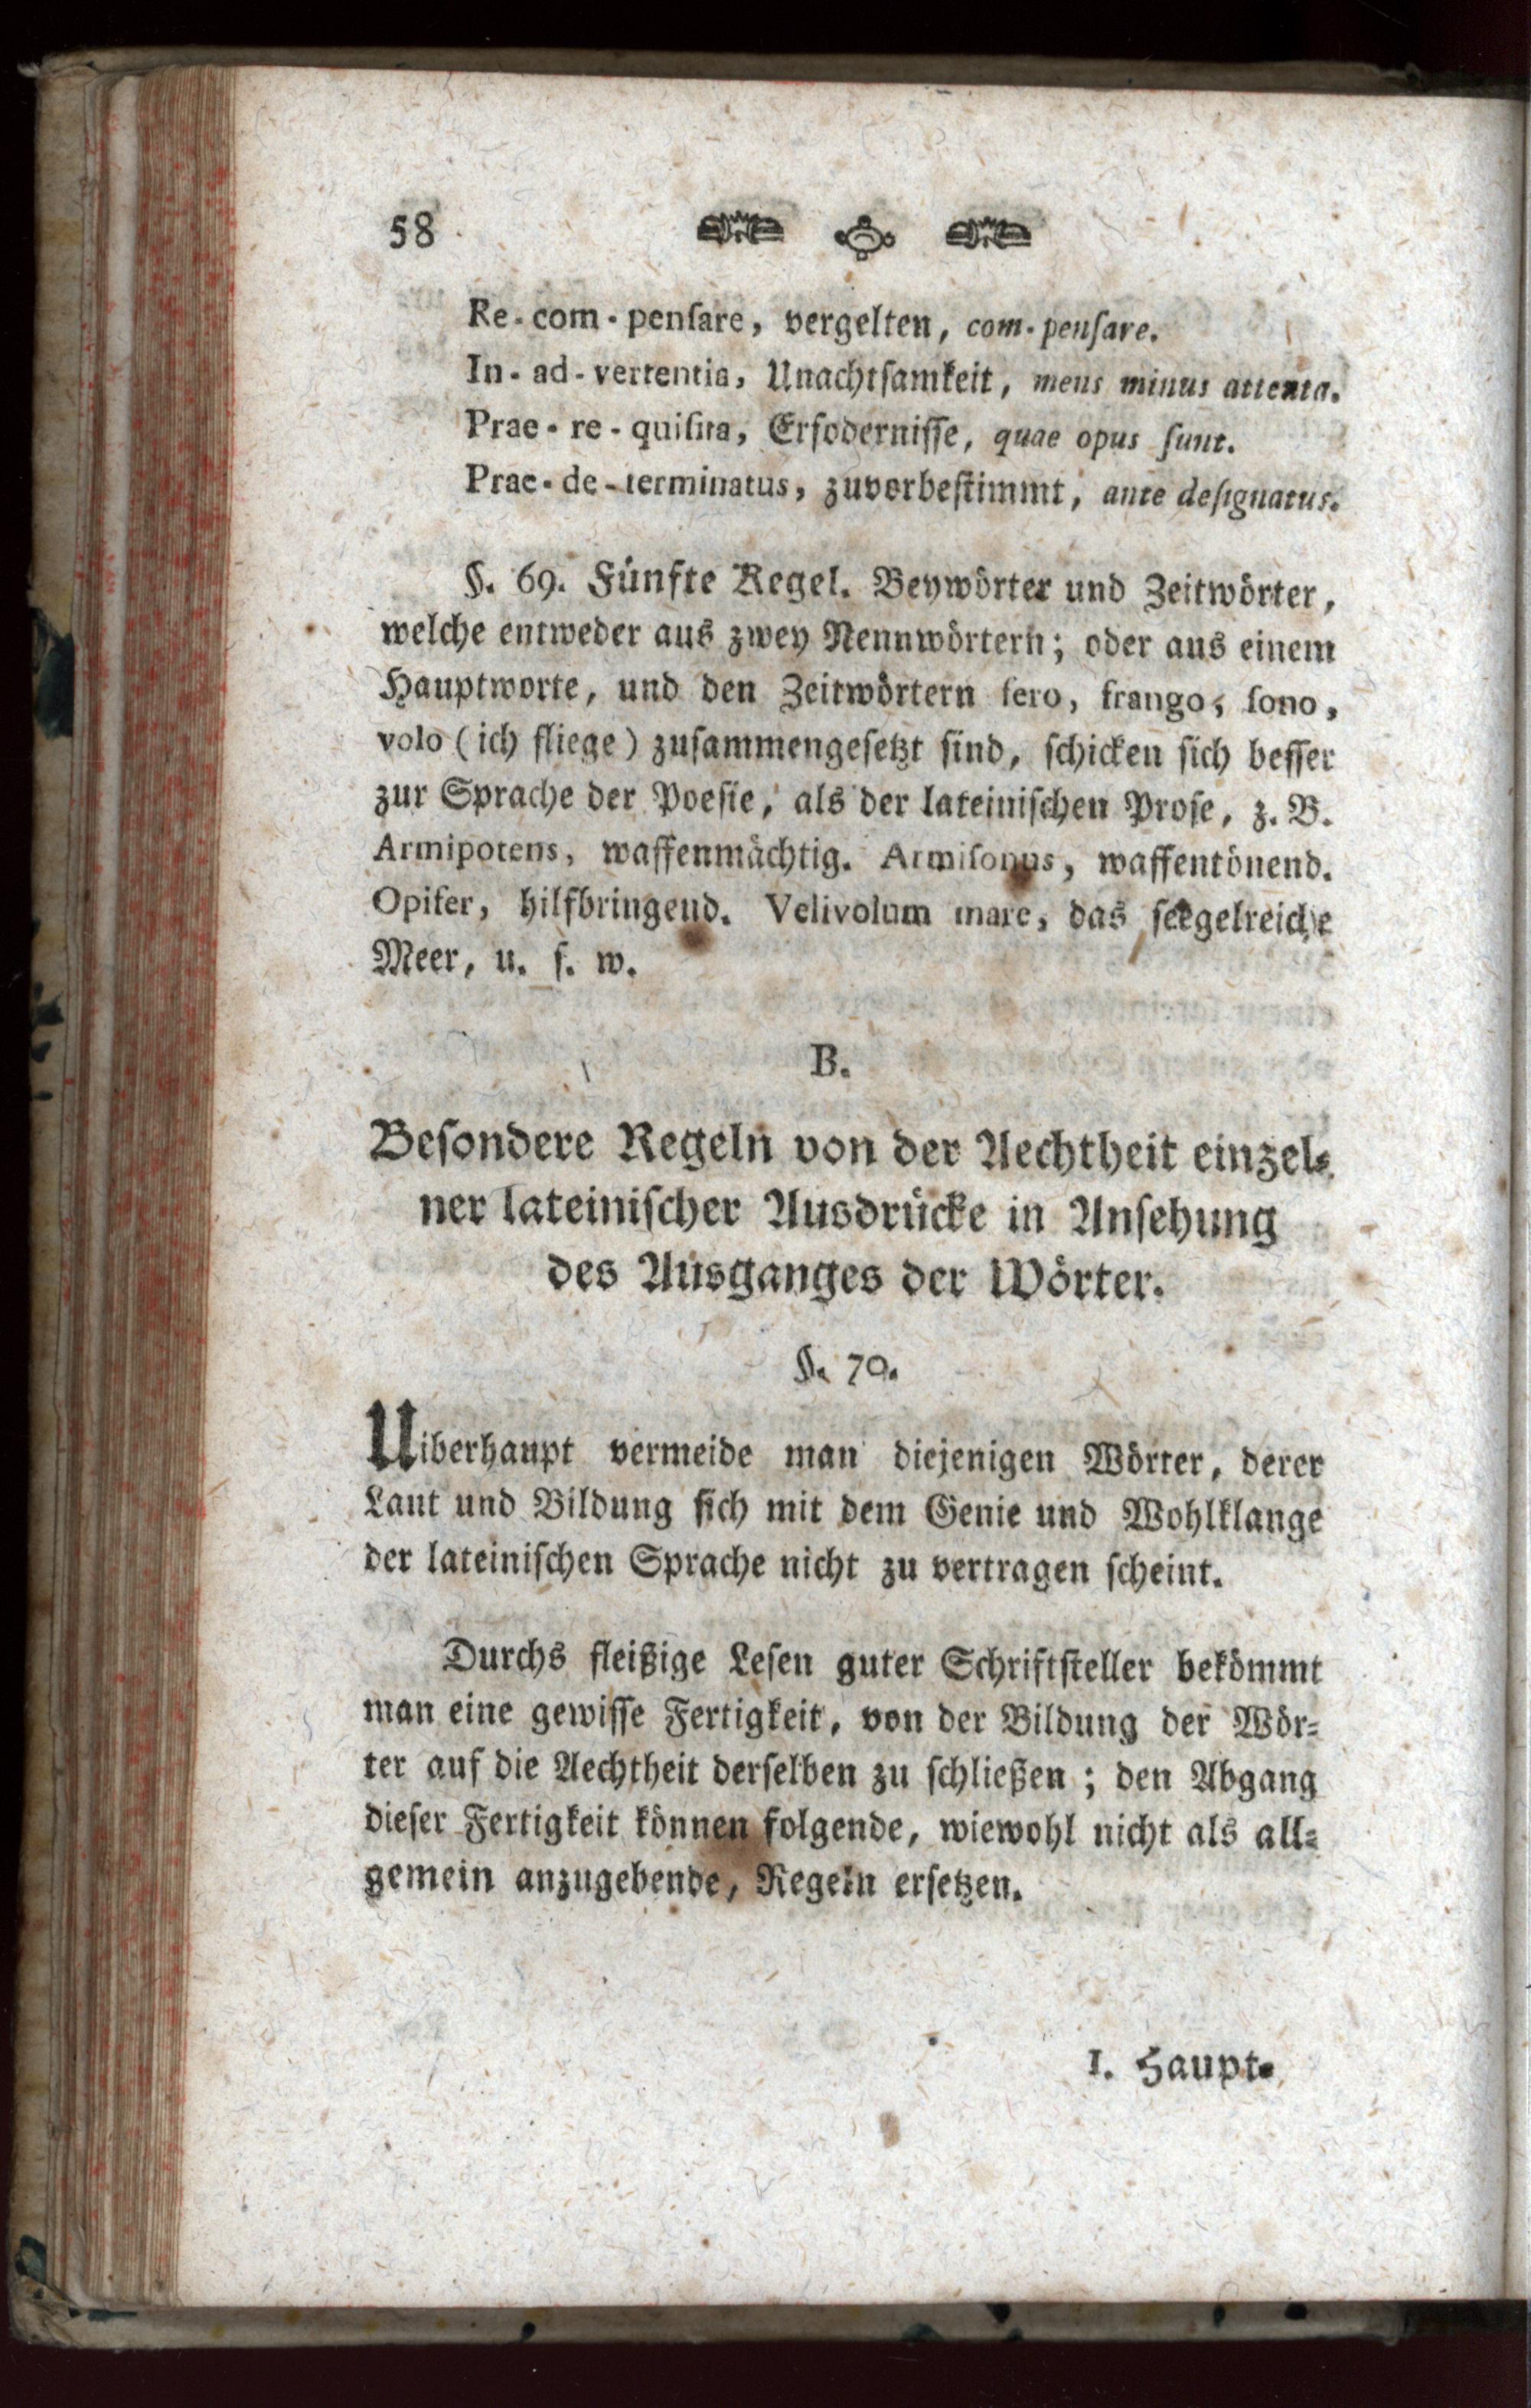 58
Re-com-penſare, vergelten, com-penſare.
In-ad-vertentia, Unachtſamkeit, mens minus attenta.
Prae-re-quiſita, Erfodernisſe, quae opus ſunt.
Prae-de-terminatus, zuvorbeſtimmt, ante deſignatus.
§. 69. Fünfte Regel. Beywörter und Zeitwörter,
welche entweder aus zwey Nennwörtern; oder aus einem
Hauptworte, und den Zeitwörtern fero, frango, ſono,
volo (ich fliege) zuſammengeſetzt ſind, ſchicken ſich beſſer
zur Sprache der Poeſie, als der lateiniſchen Proſe, z. B.
Armipotens, waffenmächtig. Armiſonus, waffentönend.
Opifer, hilfbringend. Velivolum mare, das ſeegelreiche
Meer, u. ſ. w.
B.
Beſondere Regeln von der Aechtheit einzel-
ner lateiniſcher Ausdrücke in Anſehung
des Ausganges der Wörter.
§. 70.
Uiberhaupt vermeide man diejenigen Wörter, derer
Laut und Bildung ſich mit dem Genie und Wohlklange
der lateiniſchen Sprache nicht zu vertragen ſcheint.
Durchs fleißige Leſen guter Schriftſteller bekömmt
man eine gewiſſe Fertigkeit, von der Bildung der Wör-
ter auf die Aechtheit derſelben zu ſchließen; den Abgang
dieſer Fertigkeit können folgende, wiewohl nicht als all-
gemein anzugebende, Regeln erſetzen.
1. Haupt-